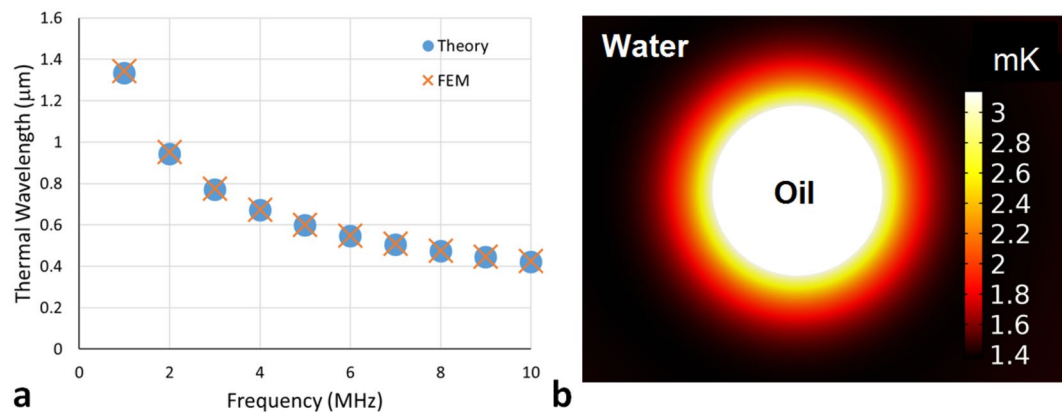 1.6
1.4
1.2
1
0.8
0.6
0.4
0.2
0
Thermal Wavelength (μm)
Theory
FEM
0 2 4 6 8 10
Frequency (MHz)
a
Water
Oil
mK
3
2.8
2.6
2.4
2.2
2
1.8
1.6
1.4
b